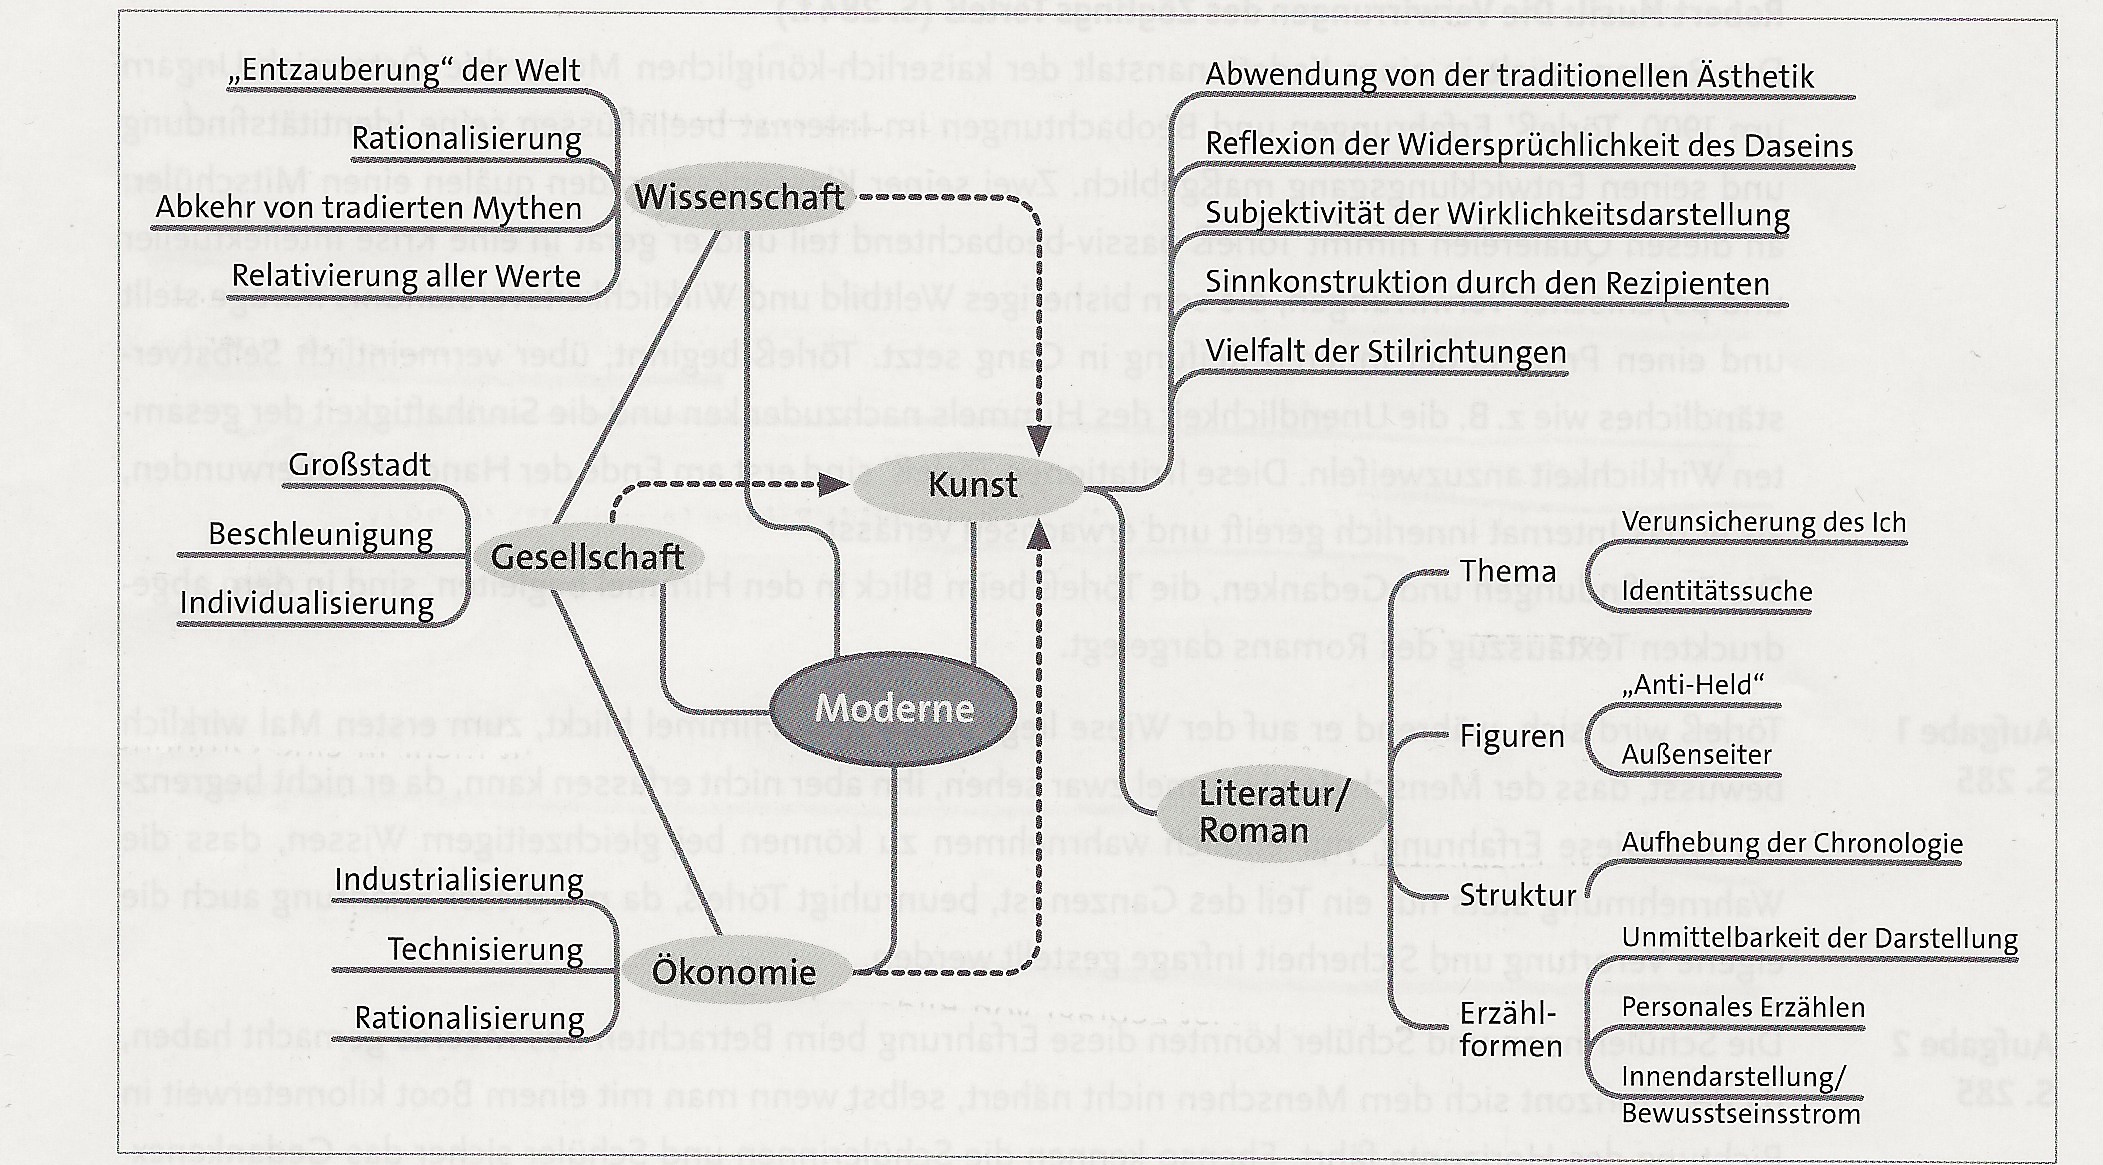 „Entzauberung“ der Welt
Rationalisierung
Abkehr von tradierten Mythen
Relativierung aller Werte
Wissenschaft
Großstadt
Beschleunigung
Individualisierung
Gesellschaft
Industrialisierung
Technisierung
Rationalisierung
Ökonomie
Moderne
Kunst
Abwendung von der traditionellen Ästhetik
Reflexion der Widersprüchlichkeit des Daseins
Subjektivität der Wirklichkeitsdarstellung
Sinnkonstruktion durch den Rezipienten
Vielfalt der Stilrichtungen
Literatur/
Roman
Thema
Verunsicherung des Ich
Identitätssuche
Figuren
„Anti-Held“
Außenseiter
Struktur
Aufhebung der Chronologie
Erzähl-
formen
Unmittelbarkeit der Darstellung
Personales Erzählen
Innendarstellung/
Bewusstseinsstrom